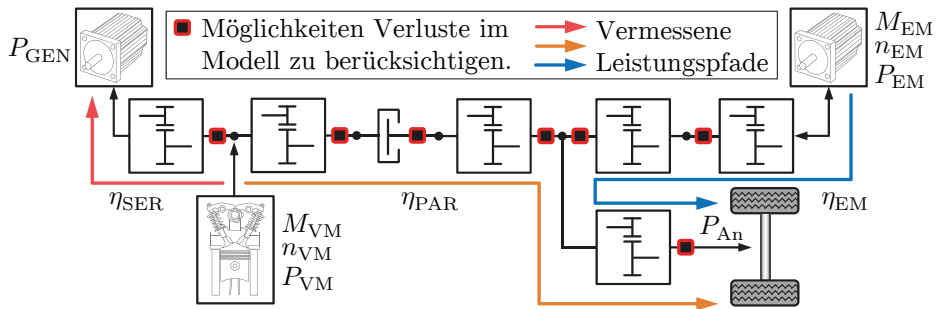 P_GEN
Möglichkeiten Verluste im
Modell zu berücksichtigen.
Vermessene
Leistungspfade
M_EM
n_EM
P_EM
η_SER
η_PAR
η_EM
M_VM
n_VM
P_VM
P_An